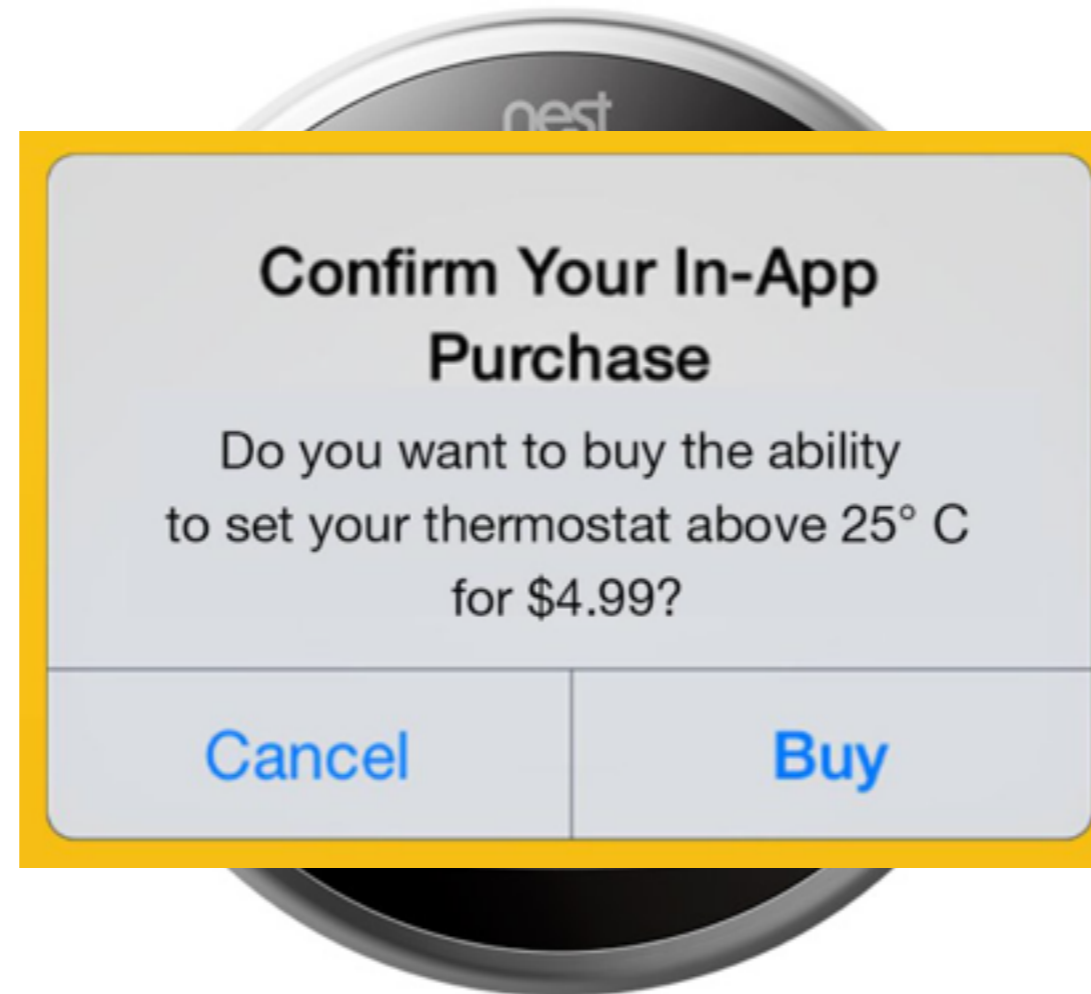 nest
Confirm Your In-App
Purchase
Do you want to buy the ability
to set your thermostat above 25° C
for $4.99?
Cancel
Buy